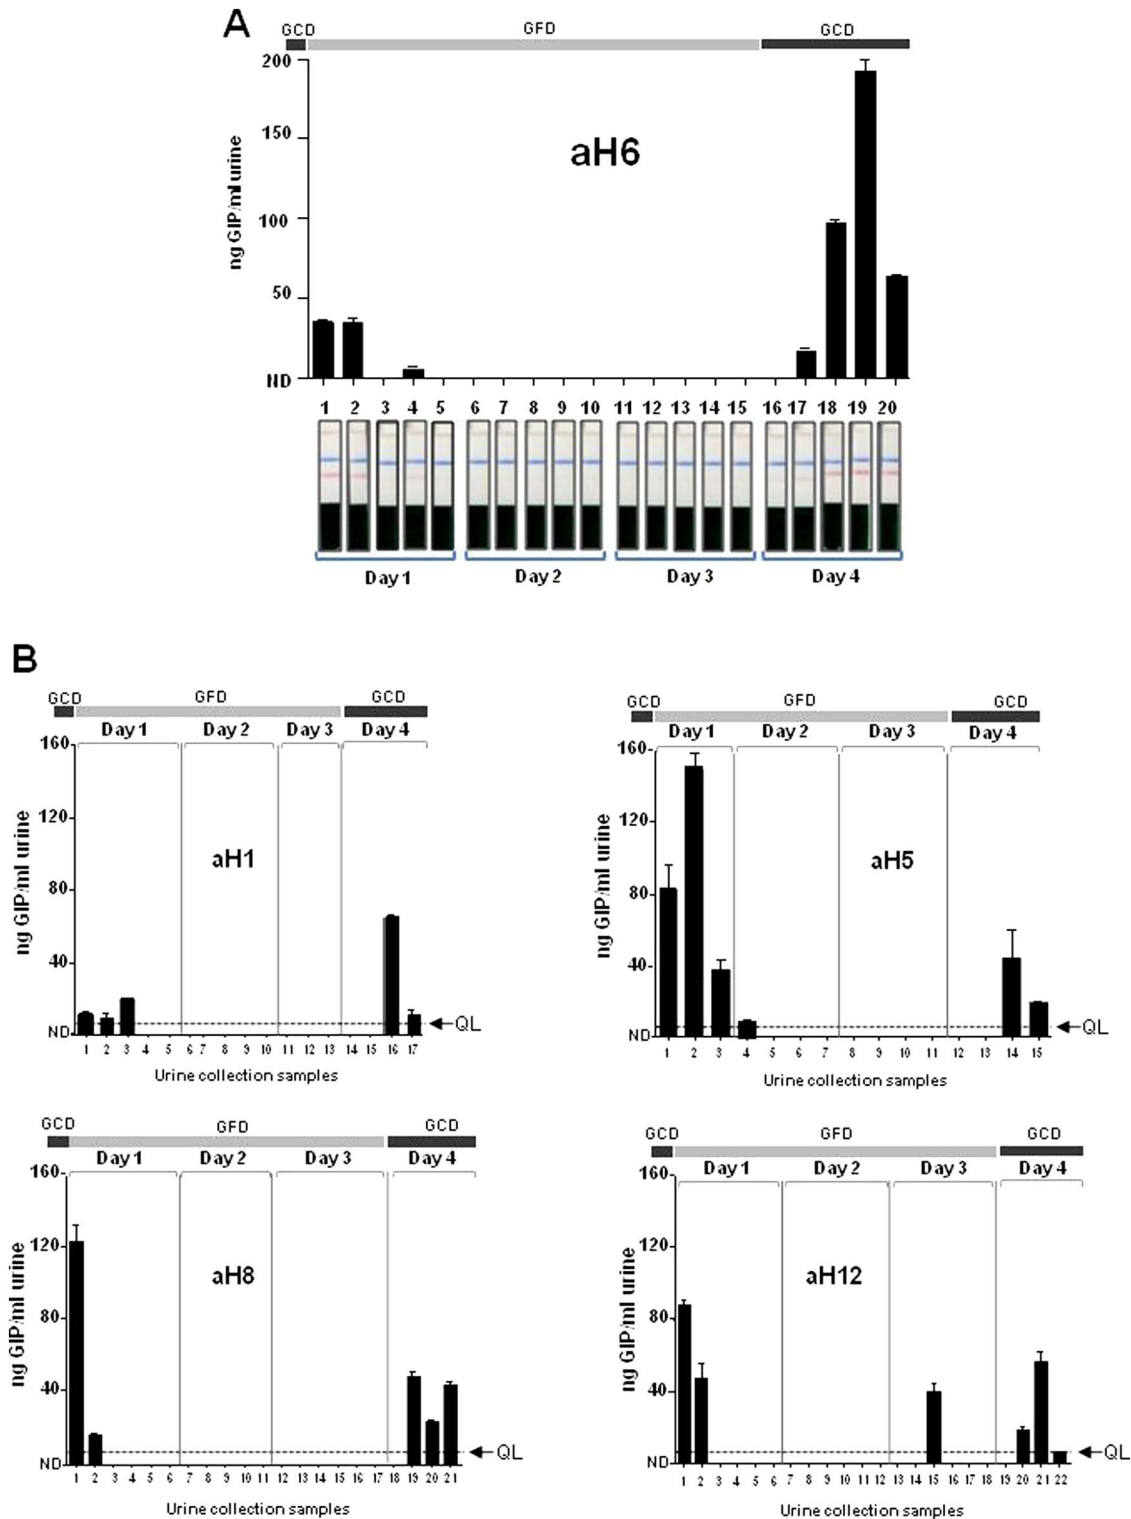 A
GCD GFD GCD
200
150
100
50
ND
ng GIP/ml urine
aH6
1 2 3 4 5 6 7 8 9 10 11 12 13 14 15 16 17 18 19 20
Day 1 Day 2 Day 3 Day 4
B
GCD GFD GCD
Day 1 Day 2 Day 3 Day 4
160
120
80
40
ND
ng GIP/ml urine
aH1
QL
1 2 3 4 5 6 7 8 9 10 11 12 13 14 15 16 17
Urine collection samples
GCD GFD GCD
Day 1 Day 2 Day 3 Day 4
160
120
80
40
ND
ng GIP/ml urine
aH5
QL
1 2 3 4 5 6 7 8 9 10 11 12 13 14 15
Urine collection samples
GCD GFD GCD
Day 1 Day 2 Day 3 Day 4
160
120
80
40
ND
ng GIP/ml urine
aH8
QL
1 2 3 4 5 6 7 8 9 10 11 12 13 14 15 16 17 18 19 20 21
Urine collection samples
GCD GFD GCD
Day 1 Day 2 Day 3 Day 4
160
120
80
40
ND
ng GIP/ml urine
aH12
QL
1 2 3 4 5 6 7 8 9 10 11 12 13 14 15 16 17 18 19 20 21 22
Urine collection samples